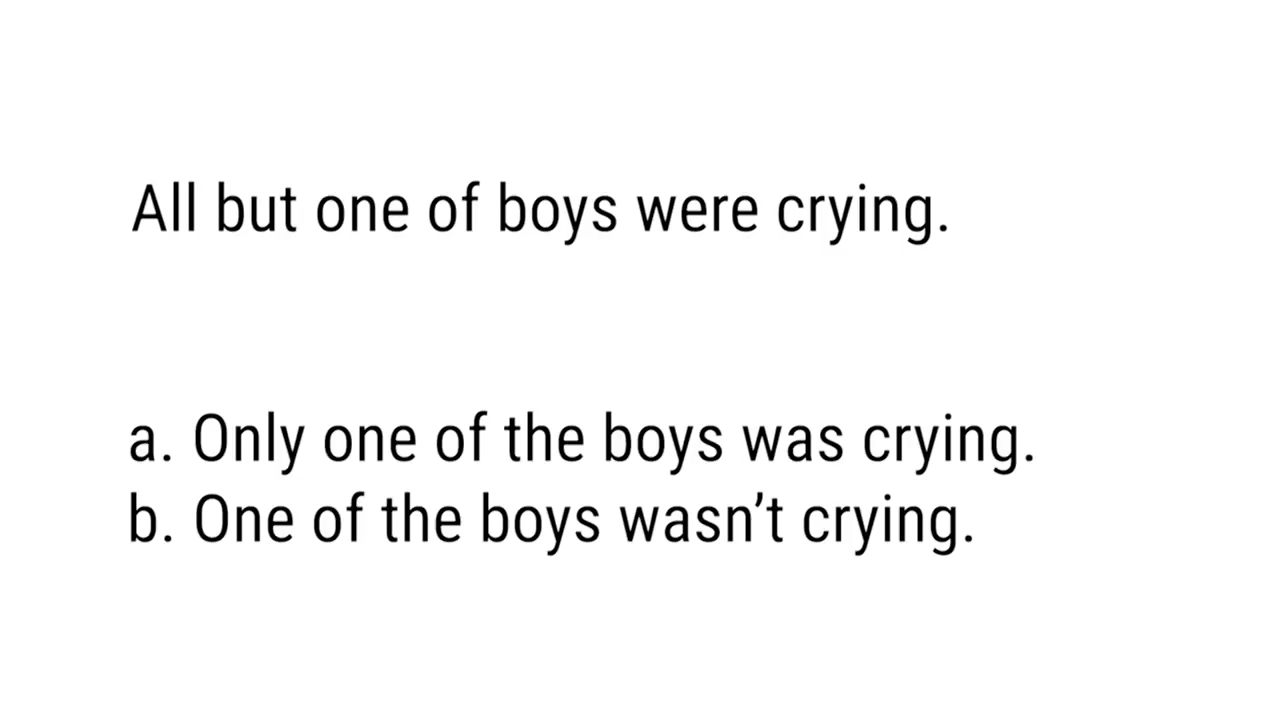 All but one of boys were crying.
a. Only one of the boys was crying.
b. One of the boys wasn’t crying.